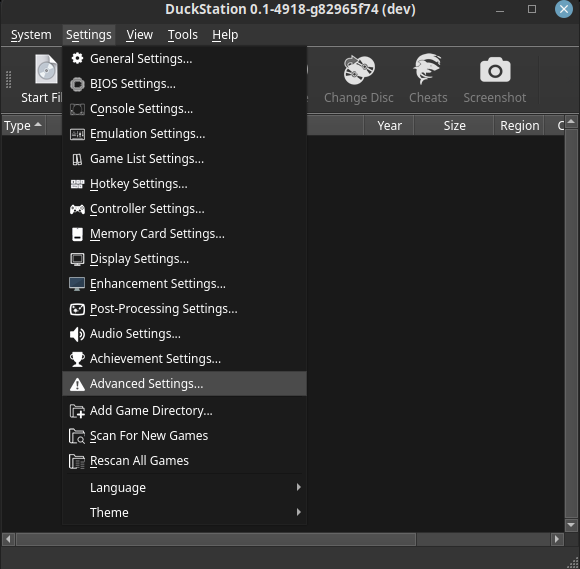 DuckStation 0.1-4918-g82965f74 (dev)
System Settings View Tools Help
Start Fi
Change Disc Cheats Screenshot
Type Year Size Region C
General Settings...
BIOS Settings...
Console Settings...
Emulation Settings...
Game List Settings...
Hotkey Settings...
Controller Settings...
Memory Card Settings...
Display Settings...
Enhancement Settings...
Post-Processing Settings...
Audio Settings...
Achievement Settings...
Advanced Settings...
Add Game Directory...
Scan For New Games
Rescan All Games
Language
Theme